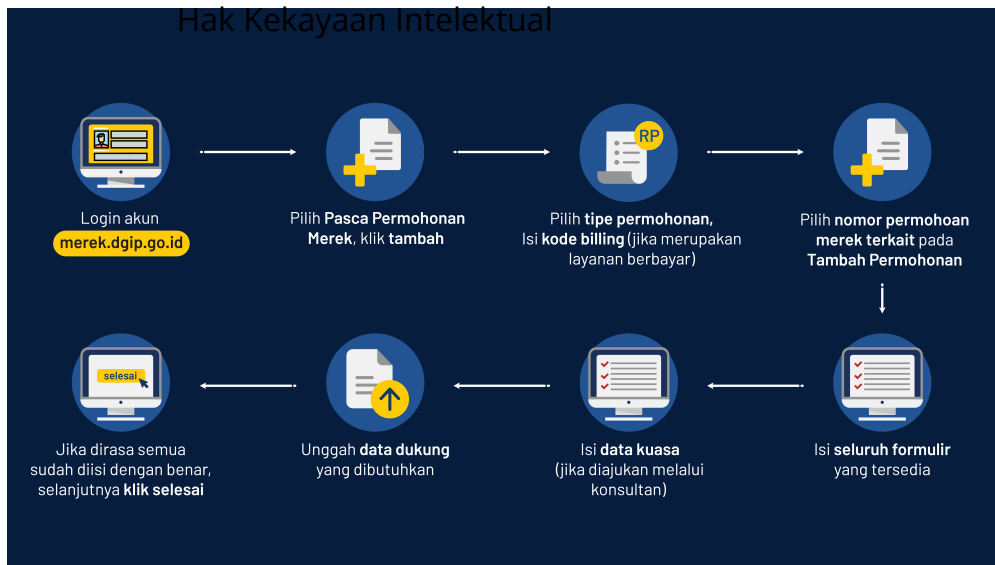 Hak Kekayaan Intelektual
Login akun
merek.dgip.go.id
Pilih Pasca Permohonan
Merek, klik tambah
RP
Pilih tipe permohonan,
Isi kode billing (jika merupakan
layanan berbayar)
Pilih nomor permohoan
merek terkait pada
Tambah Permohonan
selesai
Jika dirasa semua
sudah diisi dengan benar,
selanjutnya klik selesai
Unggah data dukung
yang dibutuhkan
Isi data kuasa
(jika diajukan melalui
konsultan)
Isi seluruh formulir
yang tersedia